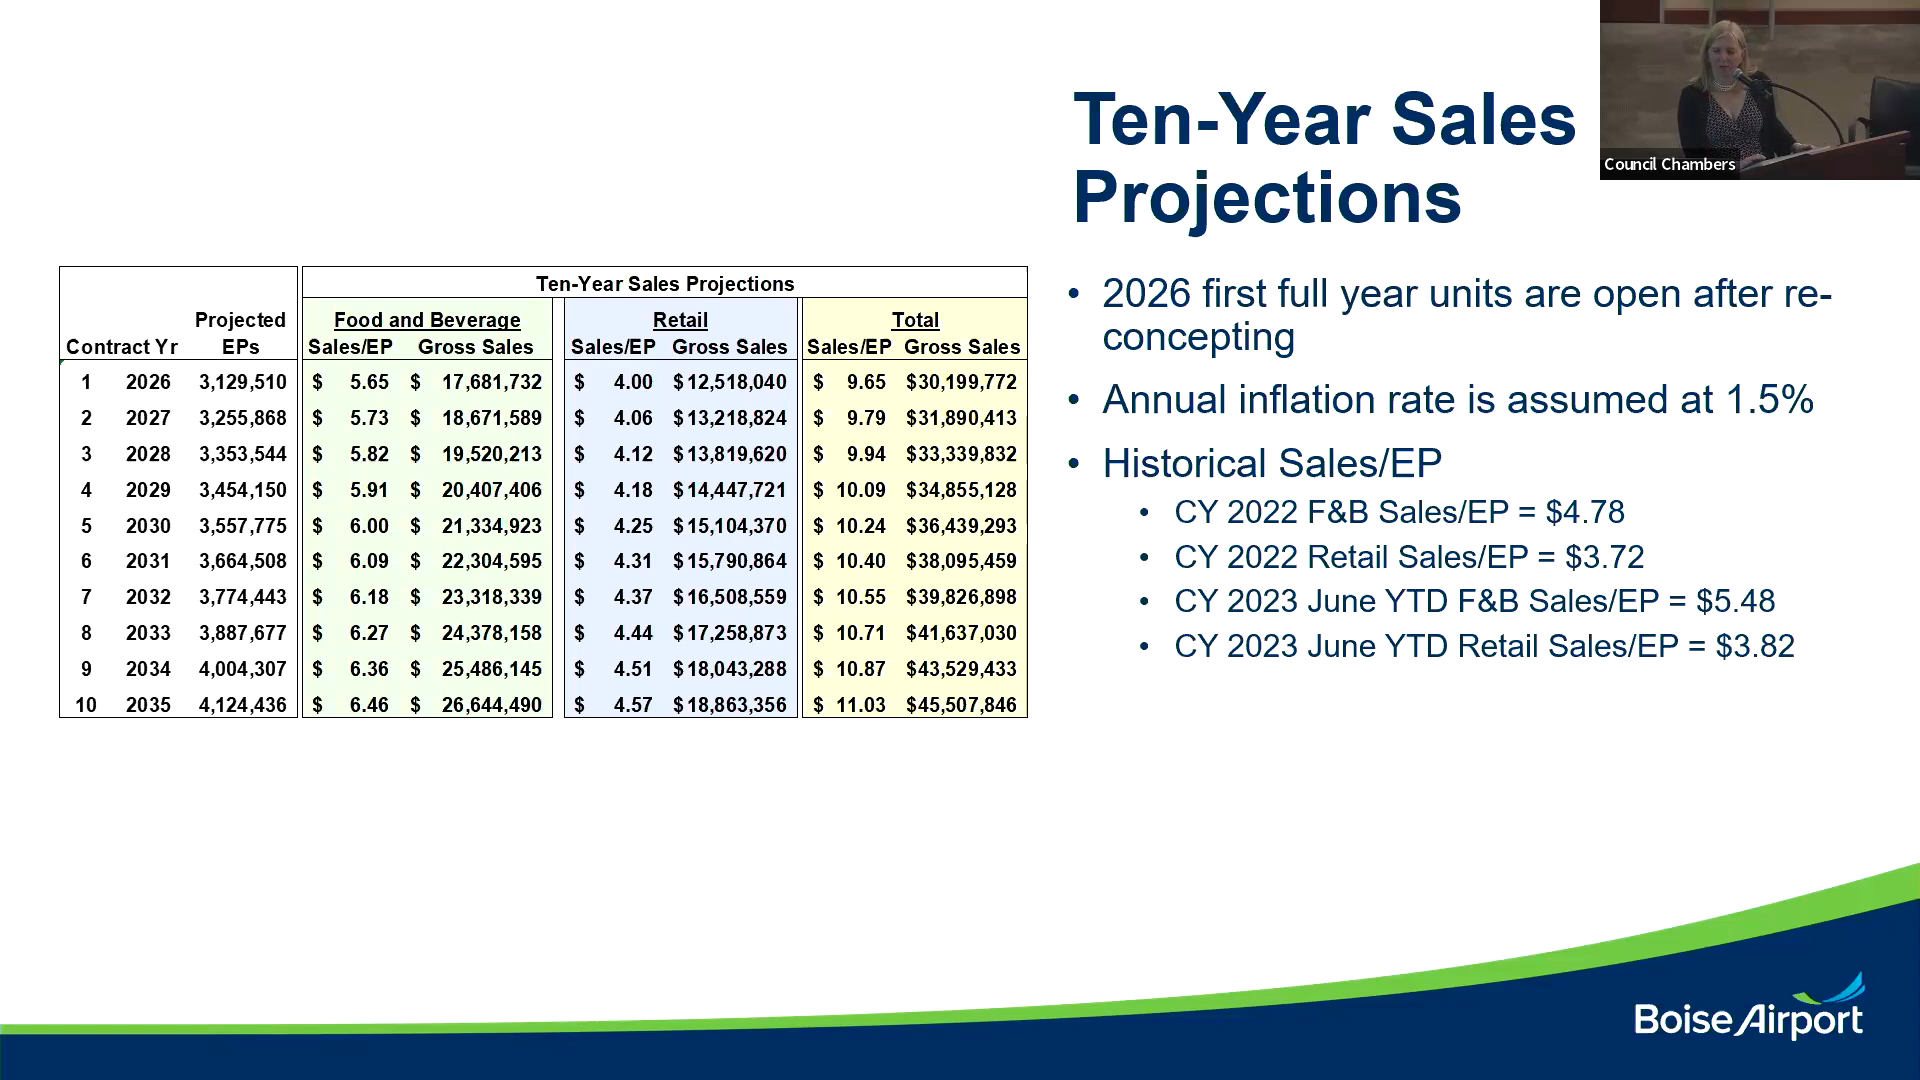 Ten-Year Sales
Projections
Council Chambers
Ten-Year Sales Projections
Projected Food and Beverage Retail Total
Contract Yr EPs Sales/EP Gross Sales Sales/EP Gross Sales Sales/EP Gross Sales
1 2026 3,129,510 $ 5.65 $ 17,681,732 $ 4.00 $12,518,040 $ 9.65 $30,199,772
2 2027 3,255,868 $ 5.73 $ 18,671,589 $ 4.06 $13,218,824 $ 9.79 $31,890,413
3 2028 3,353,544 $ 5.82 $ 19,520,213 $ 4.12 $13,819,620 $ 9.94 $33,339,832
4 2029 3,454,150 $ 5.91 $ 20,407,406 $ 4.18 $14,447,721 $ 10.09 $34,855,128
5 2030 3,557,775 $ 6.00 $ 21,334,923 $ 4.25 $15,104,370 $ 10.24 $36,439,293
6 2031 3,664,508 $ 6.09 $ 22,304,595 $ 4.31 $15,790,864 $ 10.40 $38,095,459
7 2032 3,774,443 $ 6.18 $ 23,318,339 $ 4.37 $16,508,559 $ 10.55 $39,826,898
8 2033 3,887,677 $ 6.27 $ 24,378,158 $ 4.44 $17,258,873 $ 10.71 $41,637,030
9 2034 4,004,307 $ 6.36 $ 25,486,145 $ 4.51 $18,043,288 $ 10.87 $43,529,433
10 2035 4,124,436 $ 6.46 $ 26,644,490 $ 4.57 $18,863,356 $ 11.03 $45,507,846
• 2026 first full year units are open after re-
concepting
• Annual inflation rate is assumed at 1.5%
• Historical Sales/EP
• CY 2022 F&B Sales/EP = $4.78
• CY 2022 Retail Sales/EP = $3.72
• CY 2023 June YTD F&B Sales/EP = $5.48
• CY 2023 June YTD Retail Sales/EP = $3.82
Boise Airport